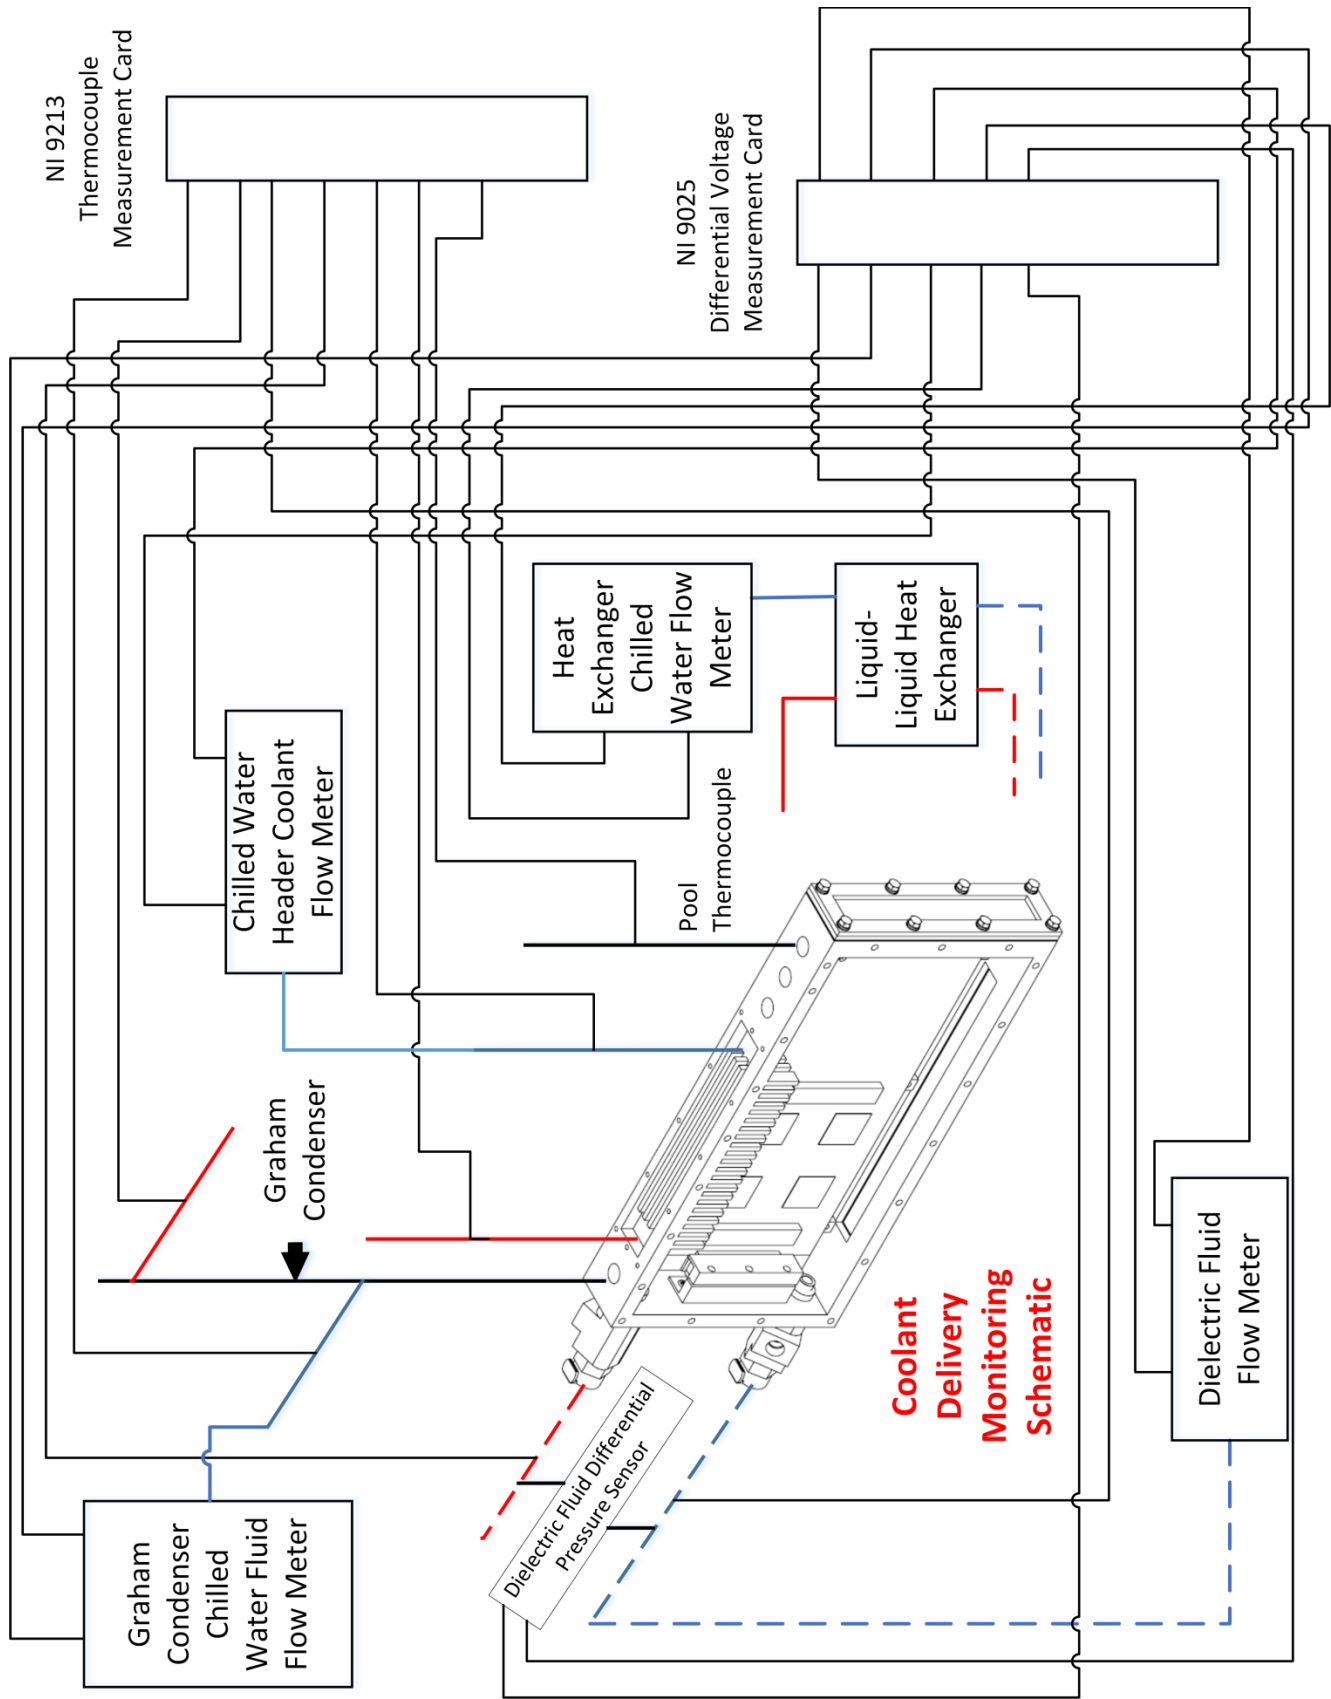 NI 9213
Thermocouple
Measurement Card
NI 9025
Differential Voltage
Measurement Card
Chilled Water
Header Coolant
Flow Meter
Heat
Exchanger
Chilled
Water Flow
Meter
Liquid-
Liquid Heat
Exchanger
Pool
Thermocouple
Graham
Condenser
Graham
Condenser
Chilled
Water Fluid
Flow Meter
Dielectric Fluid Differential
Pressure Sensor
Coolant
Delivery
Monitoring
Schematic
Dielectric Fluid
Flow Meter